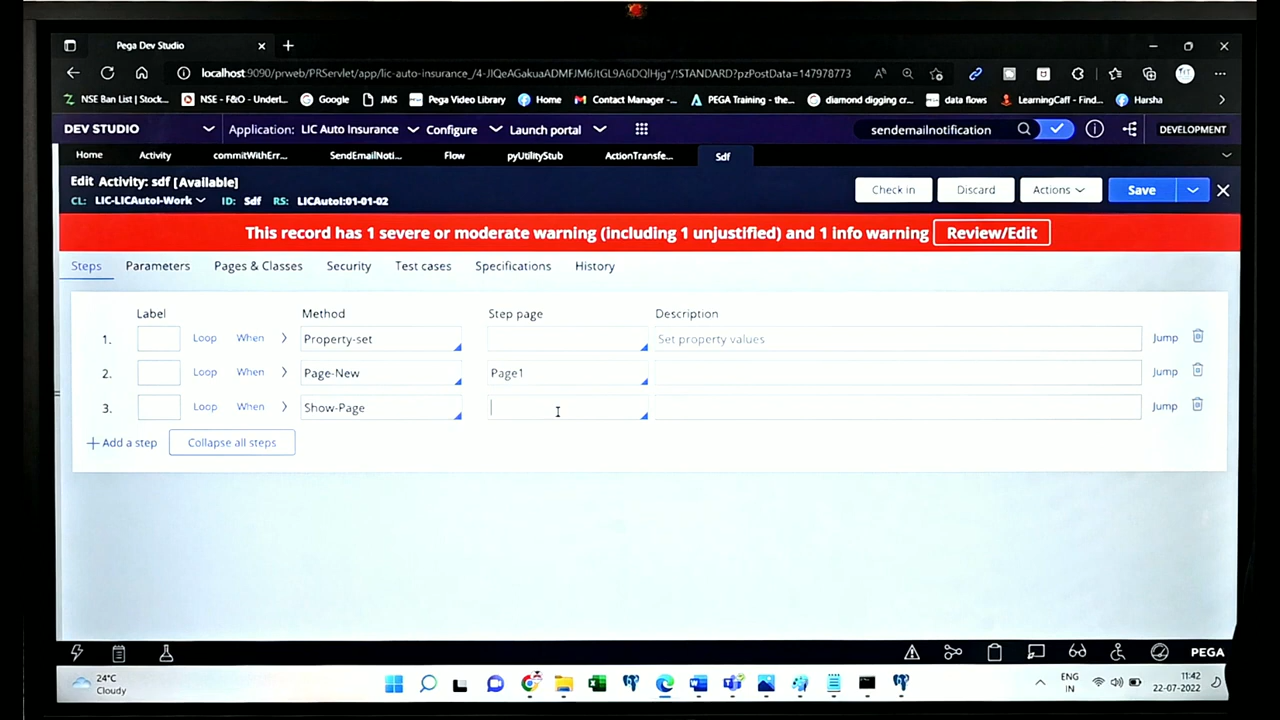 Pega Dev Studio
localhost:9090/prweb/PRServlet/app/lic-auto-insurance_/4-JIQeAGakuaADMFJM6JtGL9A6DQlHjg*/!STANDARD?pzPostData=147978773
NSE Ban List | Stock... NSE - F&O - Underl... Google JMS Pega Video Library Home Contact Manager -... PEGA Training - the... diamond digging cr... data flows LearningCaff - Find... Harsha
DEV STUDIO Application: LIC Auto Insurance Configure Launch portal sendemailnotification DEVELOPMENT
Home Activity commitWithErr... SendEmailNoti... Flow pyUtilityStub ActionTransfe... Sdf
Edit Activity: sdf [Available]
CL: LIC-LICAutoI-Work ID: Sdf RS: LICAutoI:01-01-02
Check in Discard Actions Save
This record has 1 severe or moderate warning (including 1 unjustified) and 1 info warning Review/Edit
Steps Parameters Pages & Classes Security Test cases Specifications History
Label Method Step page Description
1. Loop When Property-set Set property values Jump
2. Loop When Page-New Page1 Jump
3. Loop When Show-Page Jump
Add a step Collapse all steps
PEGA
24°C
Cloudy
ENG
IN
11:42
22-07-2022